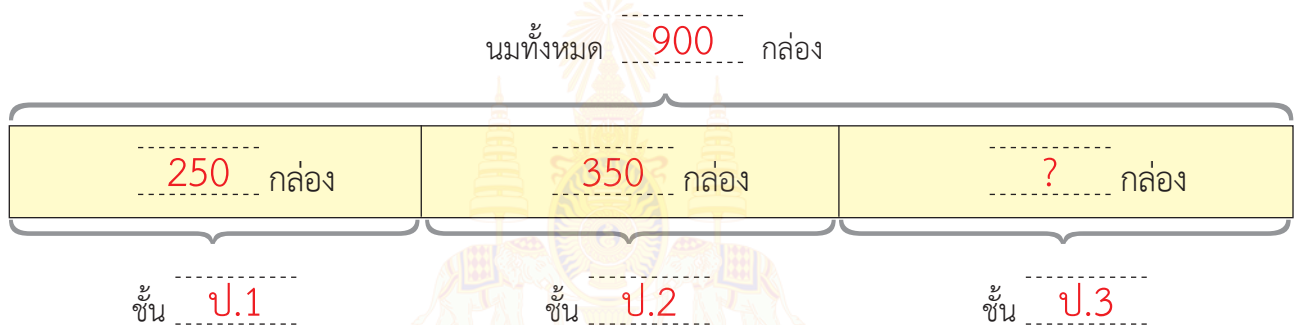 นมทั้งหมด 900 กล่อง
250 กล่อง 350 กล่อง ? กล่อง
ชั้น ป.1 ชั้น ป.2 ชั้น ป.3